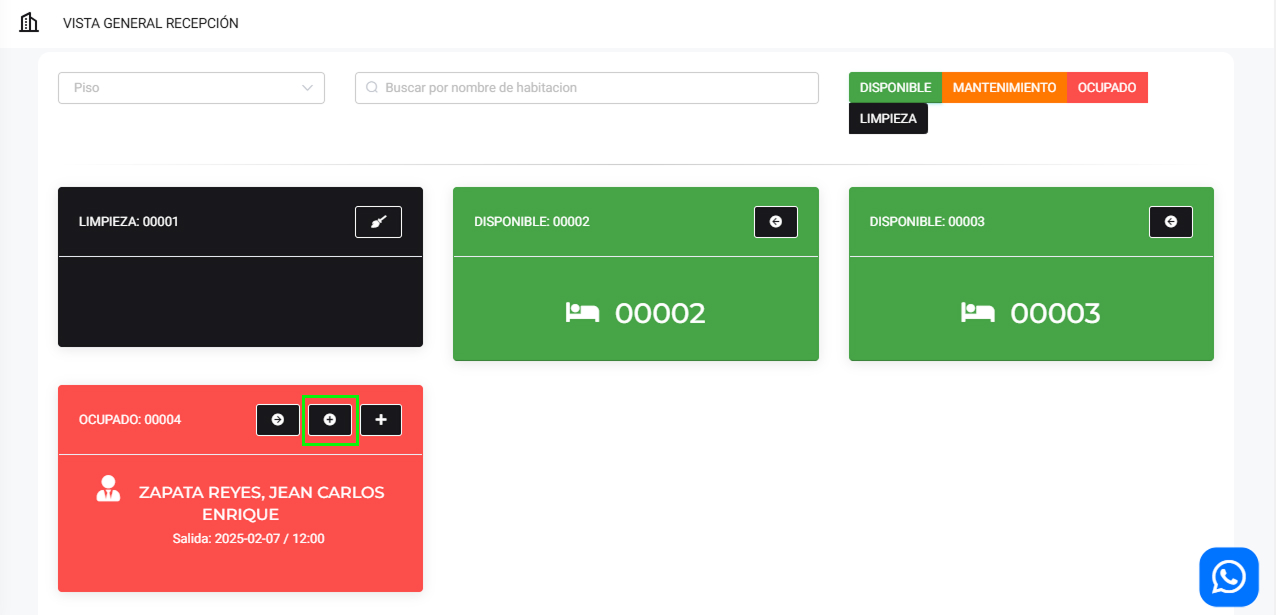 VISTA GENERAL RECEPCIÓN
Piso
Buscar por nombre de habitacion
DISPONIBLE
MANTENIMIENTO
OCUPADO
LIMPIEZA
LIMPIEZA: 00001
DISPONIBLE: 00002
DISPONIBLE: 00003
00002
00003
OCUPADO: 00004
ZAPATA REYES, JEAN CARLOS
ENRIQUE
Salida: 2025-02-07 / 12:00